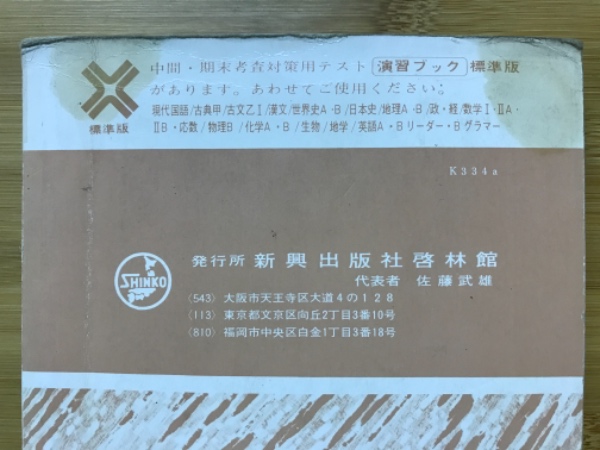 中間・期末考査対策用テスト 演習ブック 標準版
があります。あわせてご使用ください。
標準版
現代国語/古典甲/古文乙Ⅰ/漢文/世界史A・B/日本史/地理A・B/政・経/数学Ⅰ・ⅡA・
ⅡB・応数/物理B/化学A・B/生物/地学/英語A・Bリーダー・Bグラマー
K334a
SHINKO
発行所 新興出版社啓林館
代表者 佐藤武雄
〈543〉大阪市天王寺区大道4の128
〈113〉東京都文京区向丘2丁目3番10号
〈810〉福岡市中央区白金1丁目3番18号